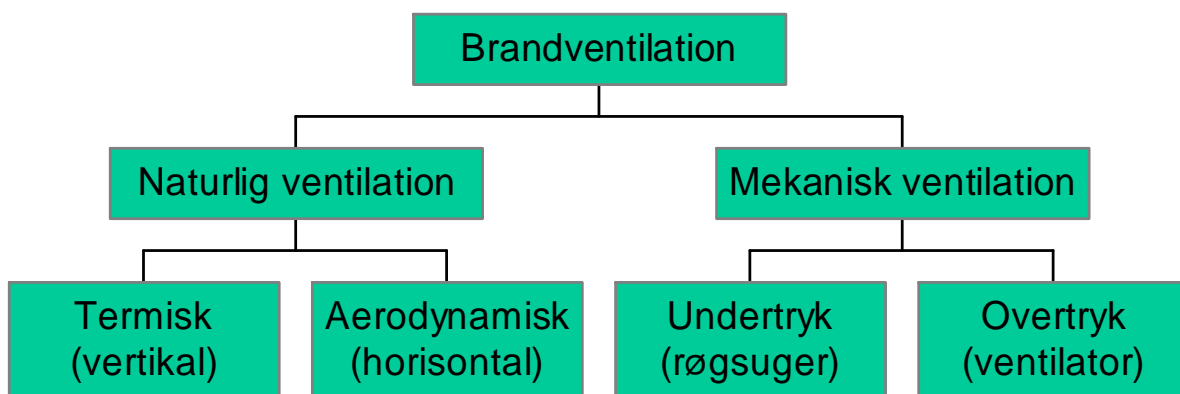 Brandventilation
Naturlig ventilation
Mekanisk ventilation
Termisk
(vertikal)
Aerodynamisk
(horisontal)
Undertryk
(røgsuger)
Overtryk
(ventilator)